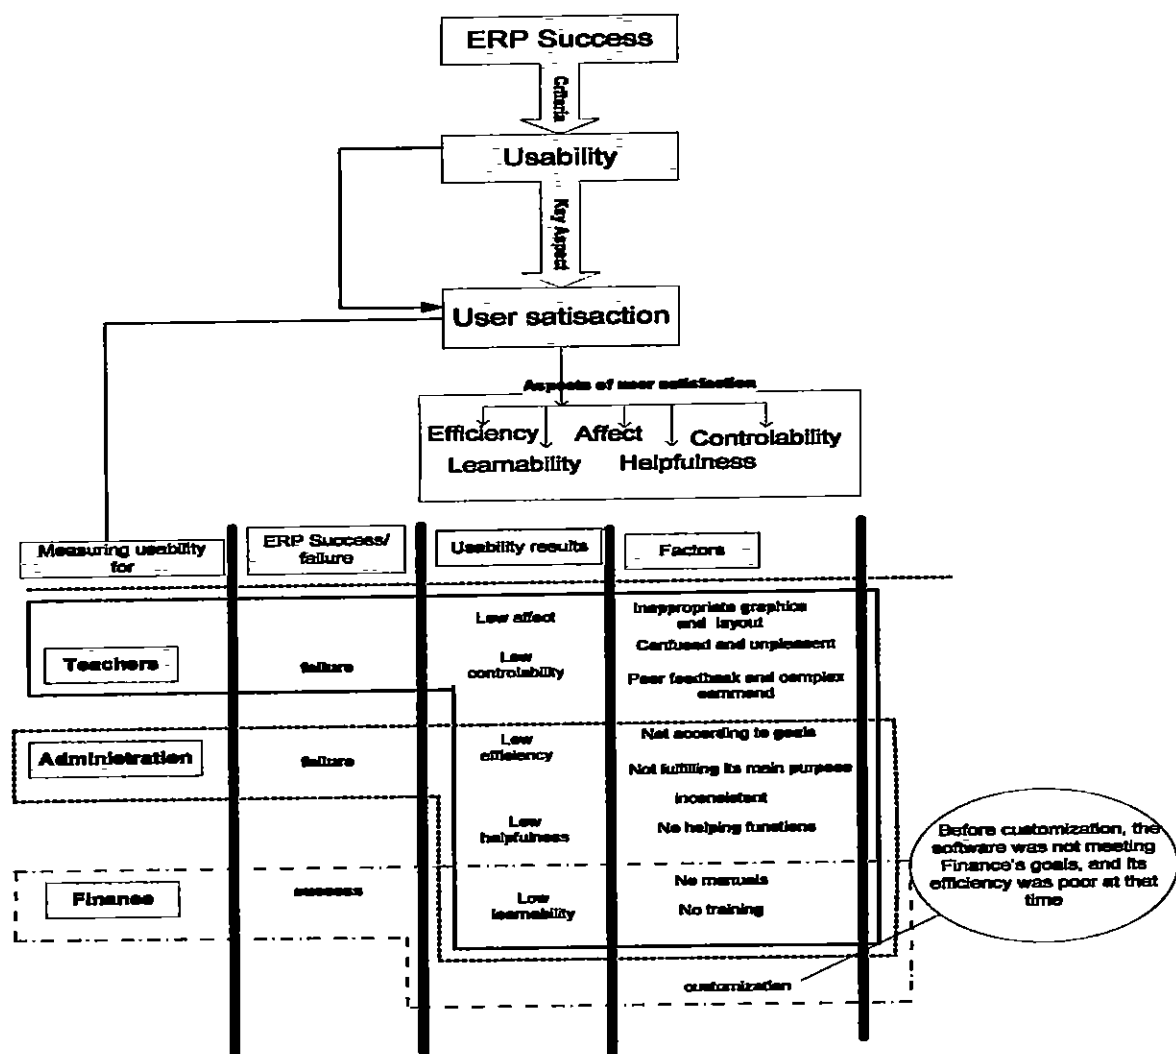 ERP Success
Criteria
Usability
Key Aspect
User satisaction
Aspects of user satisfaction
Efficiency
Affect
Controlability
Learnability
Helpfulness
Measuring usability
for
ERP Success/
failure
Usability results
Factors
Teachers
failure
Low affect
Low
controlability
Inappropriate graphics
and layout
Confused and unpleasent
Poor feedback and complex
command
Administration
failure
Low
efficiency
Not according to goals
Not fulfilling its main purpose
inconsistent
Low
helpfulness
No helping functions
Finance
success
Low
learnability
No manuals
No training
customization
Before customization, the
software was not meeting
Finance's goals, and its
efficiency was poor at that
time